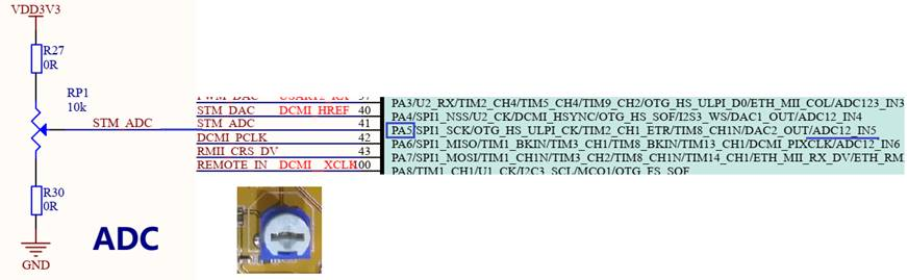 VDD3V3
R27
0R
RP1
10k
STM_ADC
R30
0R
GND
ADC
STM_DAC DCMI_HREF 40
STM_ADC 41
DCMI_PCLK 42
RMII_CRS_DV 43
REMOTE_IN DCMI_XCLK 100
PA3/U2_RX/TIM2_CH4/TIM5_CH4/TIM9_CH2/OTG_HS_ULPI_D0/ETH_MII_COL/ADC123_IN3
PA4/SPI1_NSS/U2_CK/DCMI_HSYNC/OTG_HS_SOF/I2S3_WS/DAC1_OUT/ADC12_IN4
PA5/SPI1_SCK/OTG_HS_ULPI_CK/TIM2_CH1_ETR/TIM8_CH1N/DAC2_OUT/ADC12_IN5
PA6/SPI1_MISO/TIM1_BKIN/TIM3_CH1/TIM8_BKIN/TIM13_CH1/DCMI_PIXCLK/ADC12_IN6
PA7/SPI1_MOSI/TIM1_CH1N/TIM3_CH2/TIM8_CH1N/TIM14_CH1/ETH_MII_RX_DV/ETH_RM
PA8/TIM1_CH1/U1_CK/I2C3_SCL/MCO1/OTG_FS_SOF